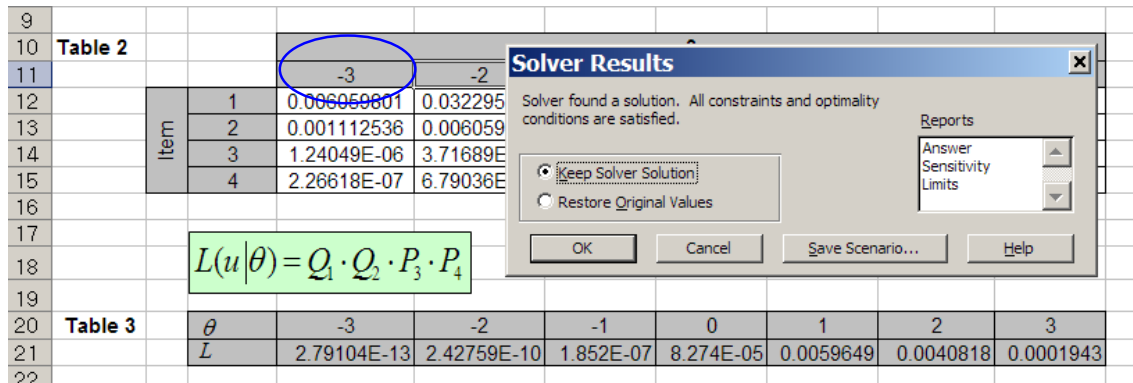 9
10 Table 2
11 -3 -2
12 1 0.006059801 0.032295
13 2 0.001112536 0.006059
14 3 1.24049E-06 3.71689E
15 4 2.26618E-07 6.79036E
Item
16
17
18 L(u|θ) = Q₁ · Q₂ · P₃ · P₄
19
20 Table 3 θ -3 -2 -1 0 1 2 3
21 L 2.79104E-13 2.42759E-10 1.852E-07 8.274E-05 0.0059649 0.0040818 0.0001943
22
Solver Results
Solver found a solution. All constraints and optimality
conditions are satisfied.
Reports
Answer
Sensitivity
Limits
Keep Solver Solution
Restore Original Values
OK Cancel Save Scenario... Help